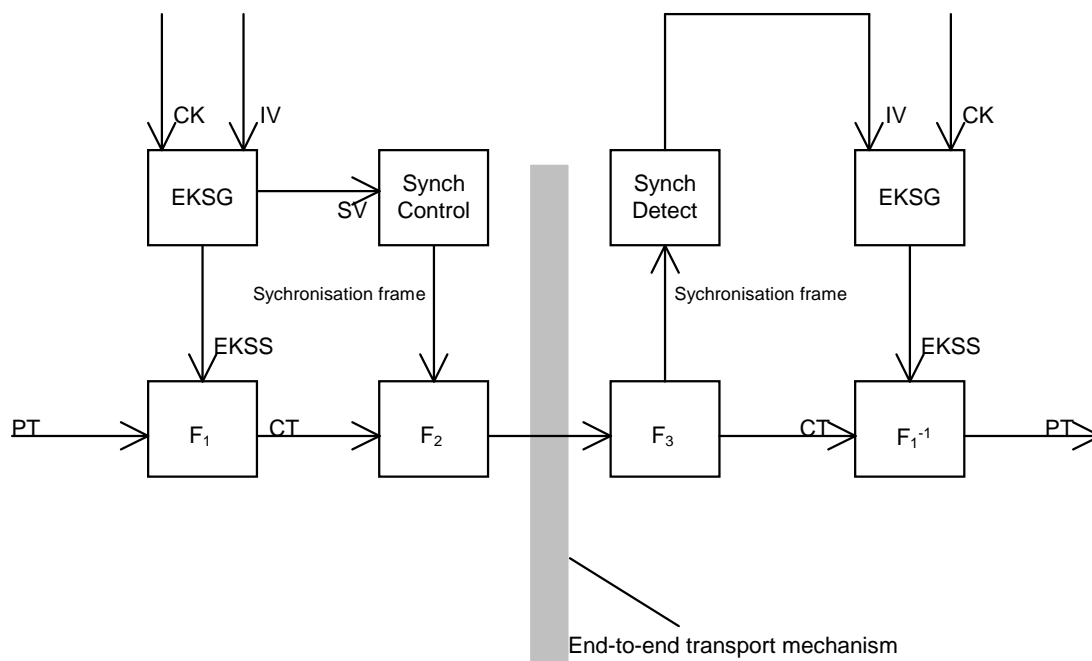 CK
IV
IV
CK
EKSG
SV
Synch
Control
Synch
Detect
EKSG
Sychronisation frame
Sychronisation frame
EKSS
EKSS
PT
F1
CT
F2
F3
CT
F1-1
PT
End-to-end transport mechanism